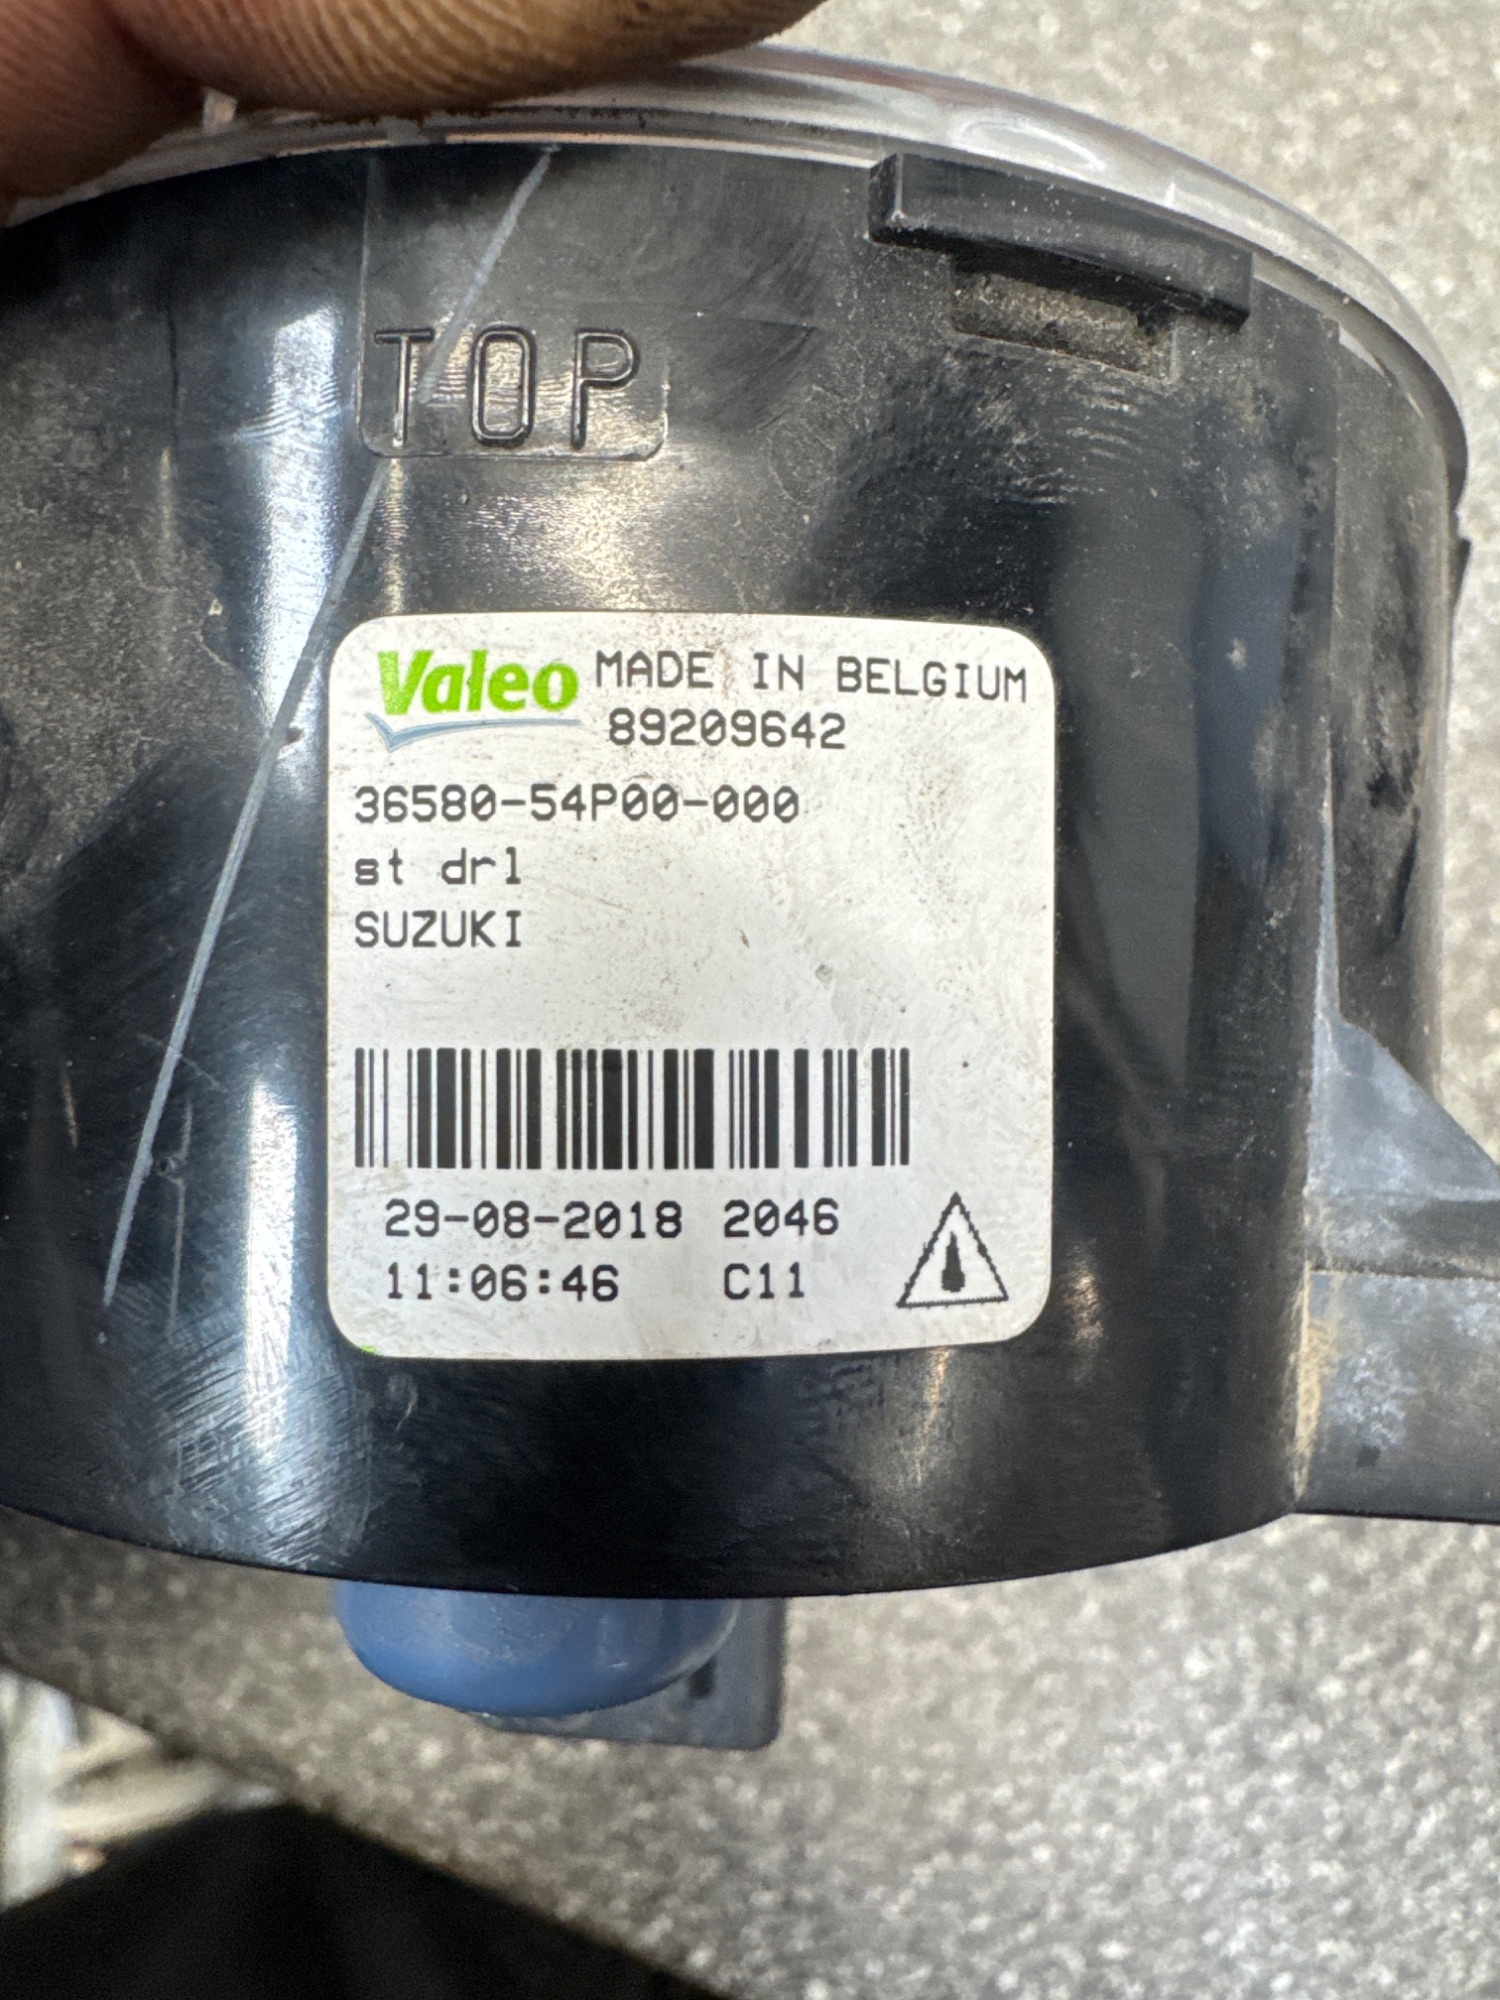 TOP
Valeo MADE IN BELGIUM
89209642
36580-54P00-000
st drl
SUZUKI
29-08-2018 2046
11:06:46 C11